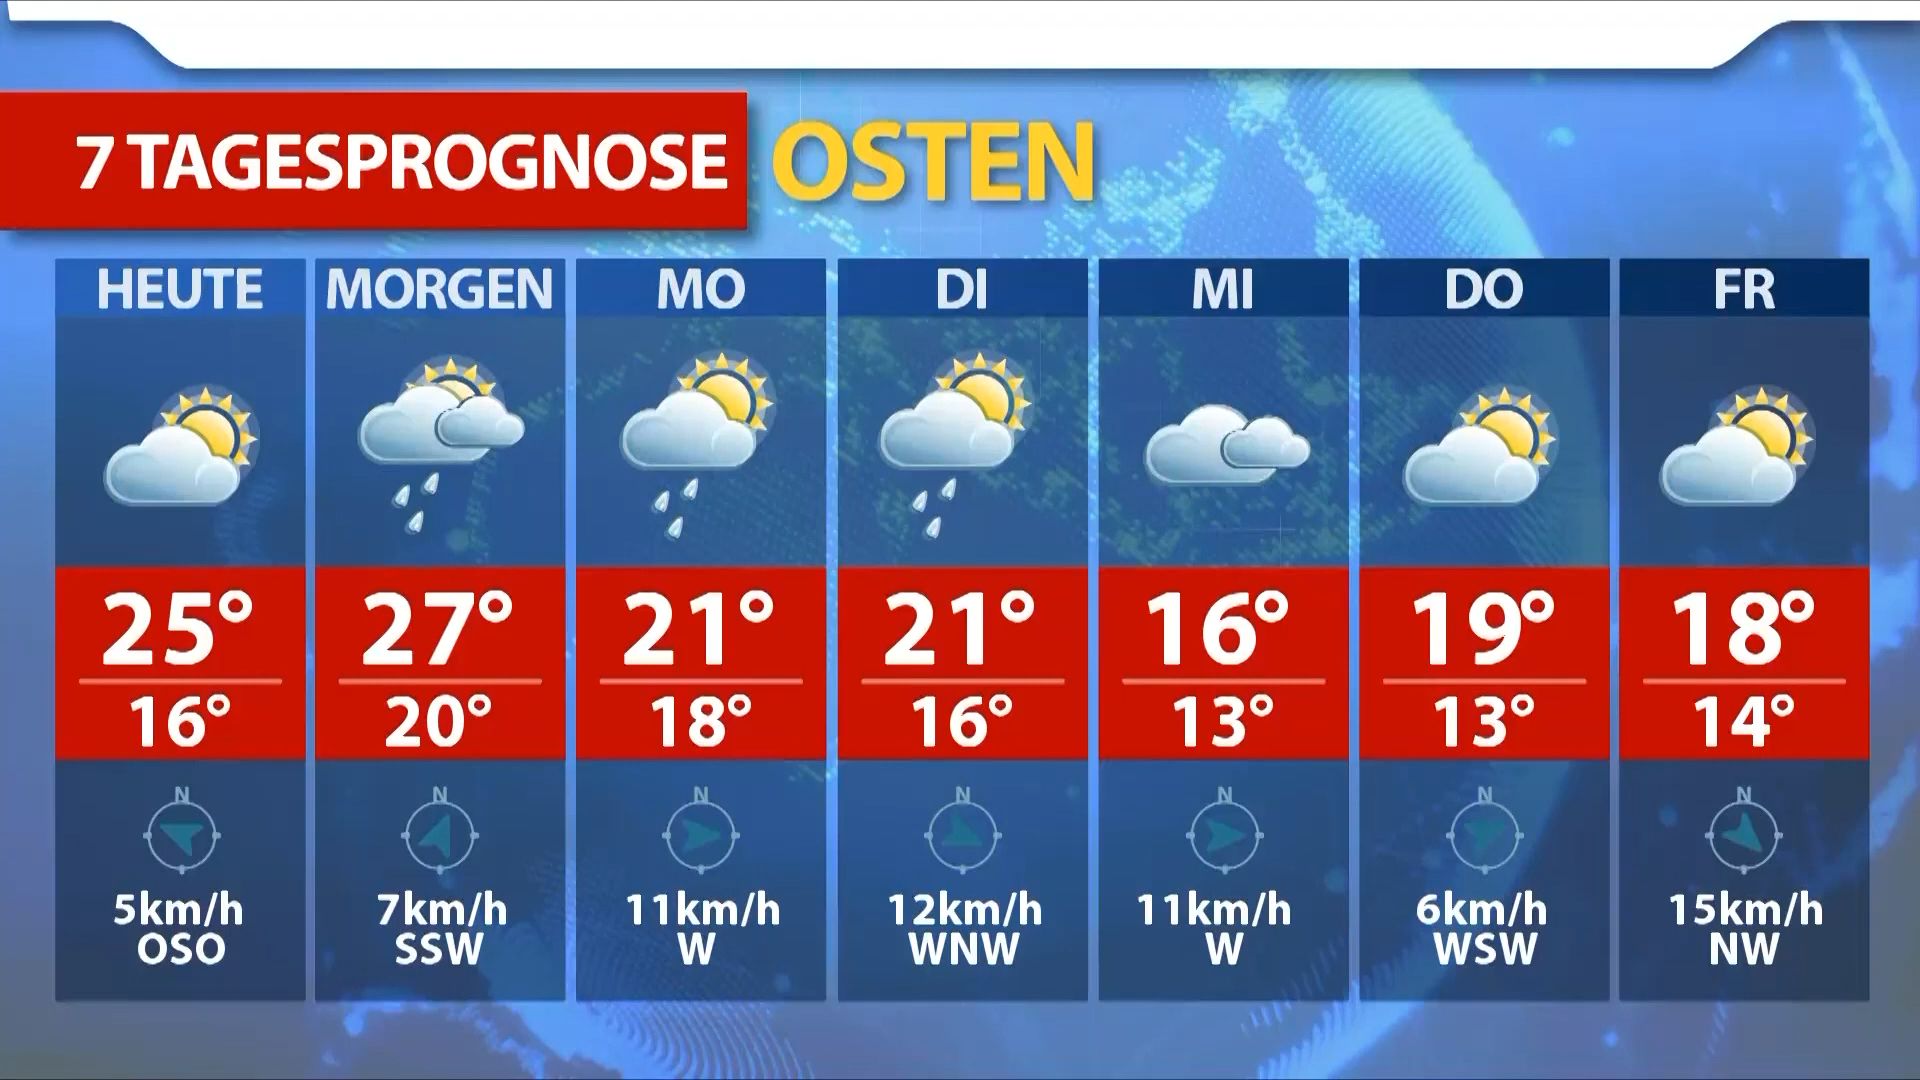 7 TAGESPROGNOSE OSTEN
HEUTE MORGEN MO DI MI DO FR
25° 27° 21° 21° 16° 19° 18°
16° 20° 18° 16° 13° 13° 14°
N N N N N N N
5km/h 7km/h 11km/h 12km/h 11km/h 6km/h 15km/h
OSO SSW W WNW W WSW NW